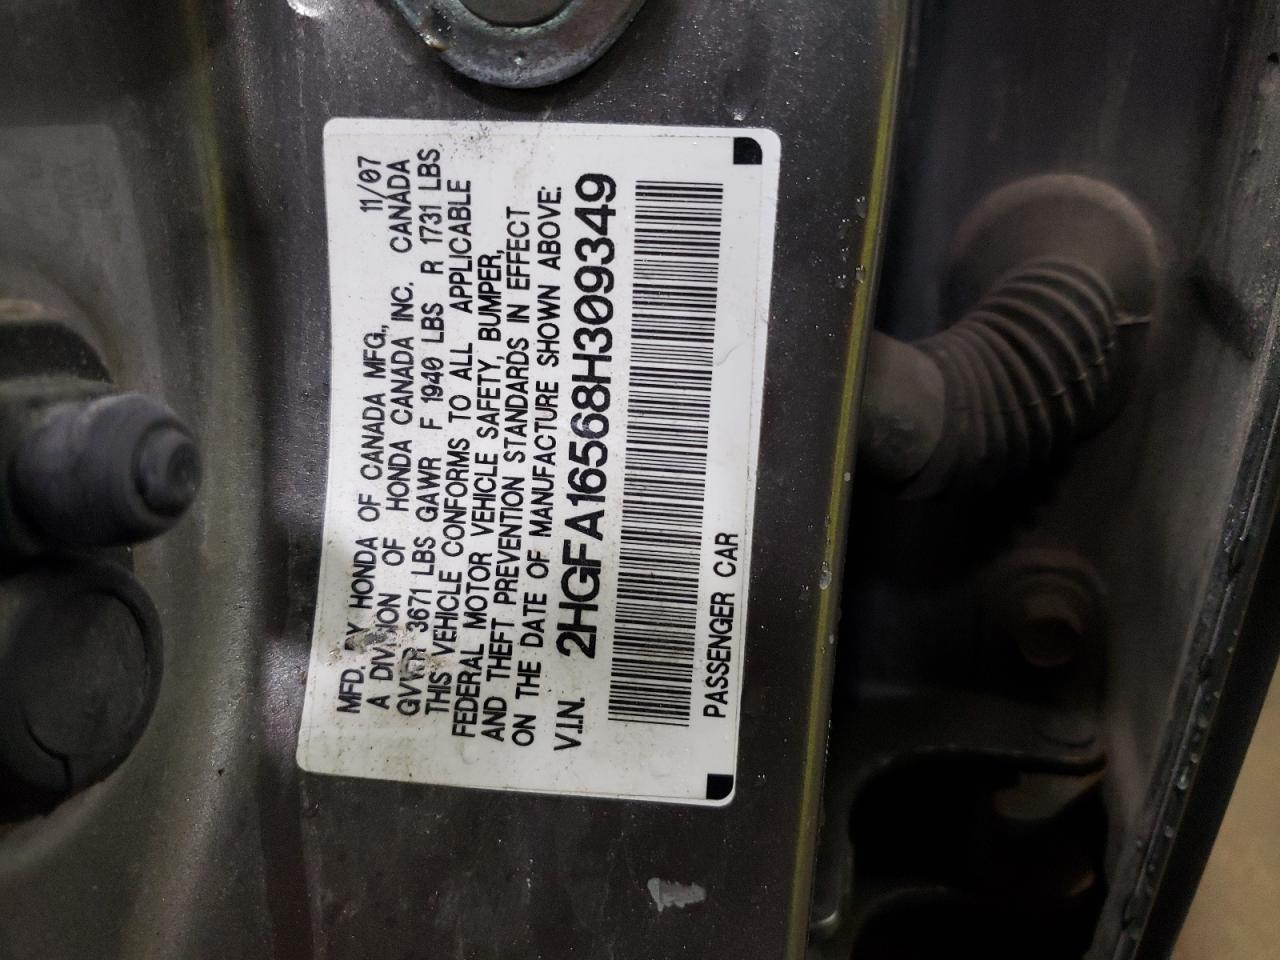 MFD. BY HONDA OF CANADA MFG., 11/07
A DIVISION OF HONDA CANADA INC. CANADA
GVWR 3671 LBS GAWR F 1940 LBS R 1731 LBS
THIS VEHICLE CONFORMS TO ALL APPLICABLE
FEDERAL MOTOR VEHICLE SAFETY, BUMPER,
AND THEFT PREVENTION STANDARDS IN EFFECT
ON THE DATE OF MANUFACTURE SHOWN ABOVE:
V.I.N. 2HGFA16568H309349
PASSENGER CAR